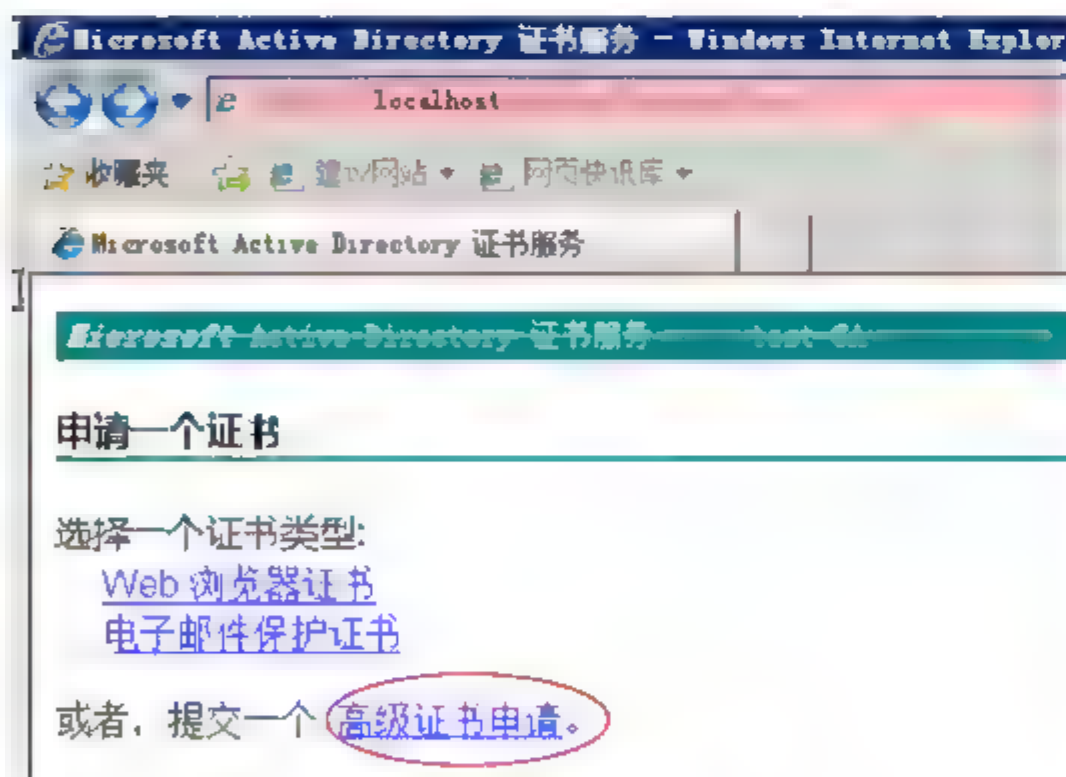 Microsoft Active Directory 证书服务 - Windows Internet Explor
localhost
收藏夹 建议网站 网页快讯库
Microsoft Active Directory 证书服务
Microsoft Active Directory 证书服务 test-CA
申请一个证书
选择一个证书类型:
Web 浏览器证书
电子邮件保护证书
或者，提交一个 高级证书申请。